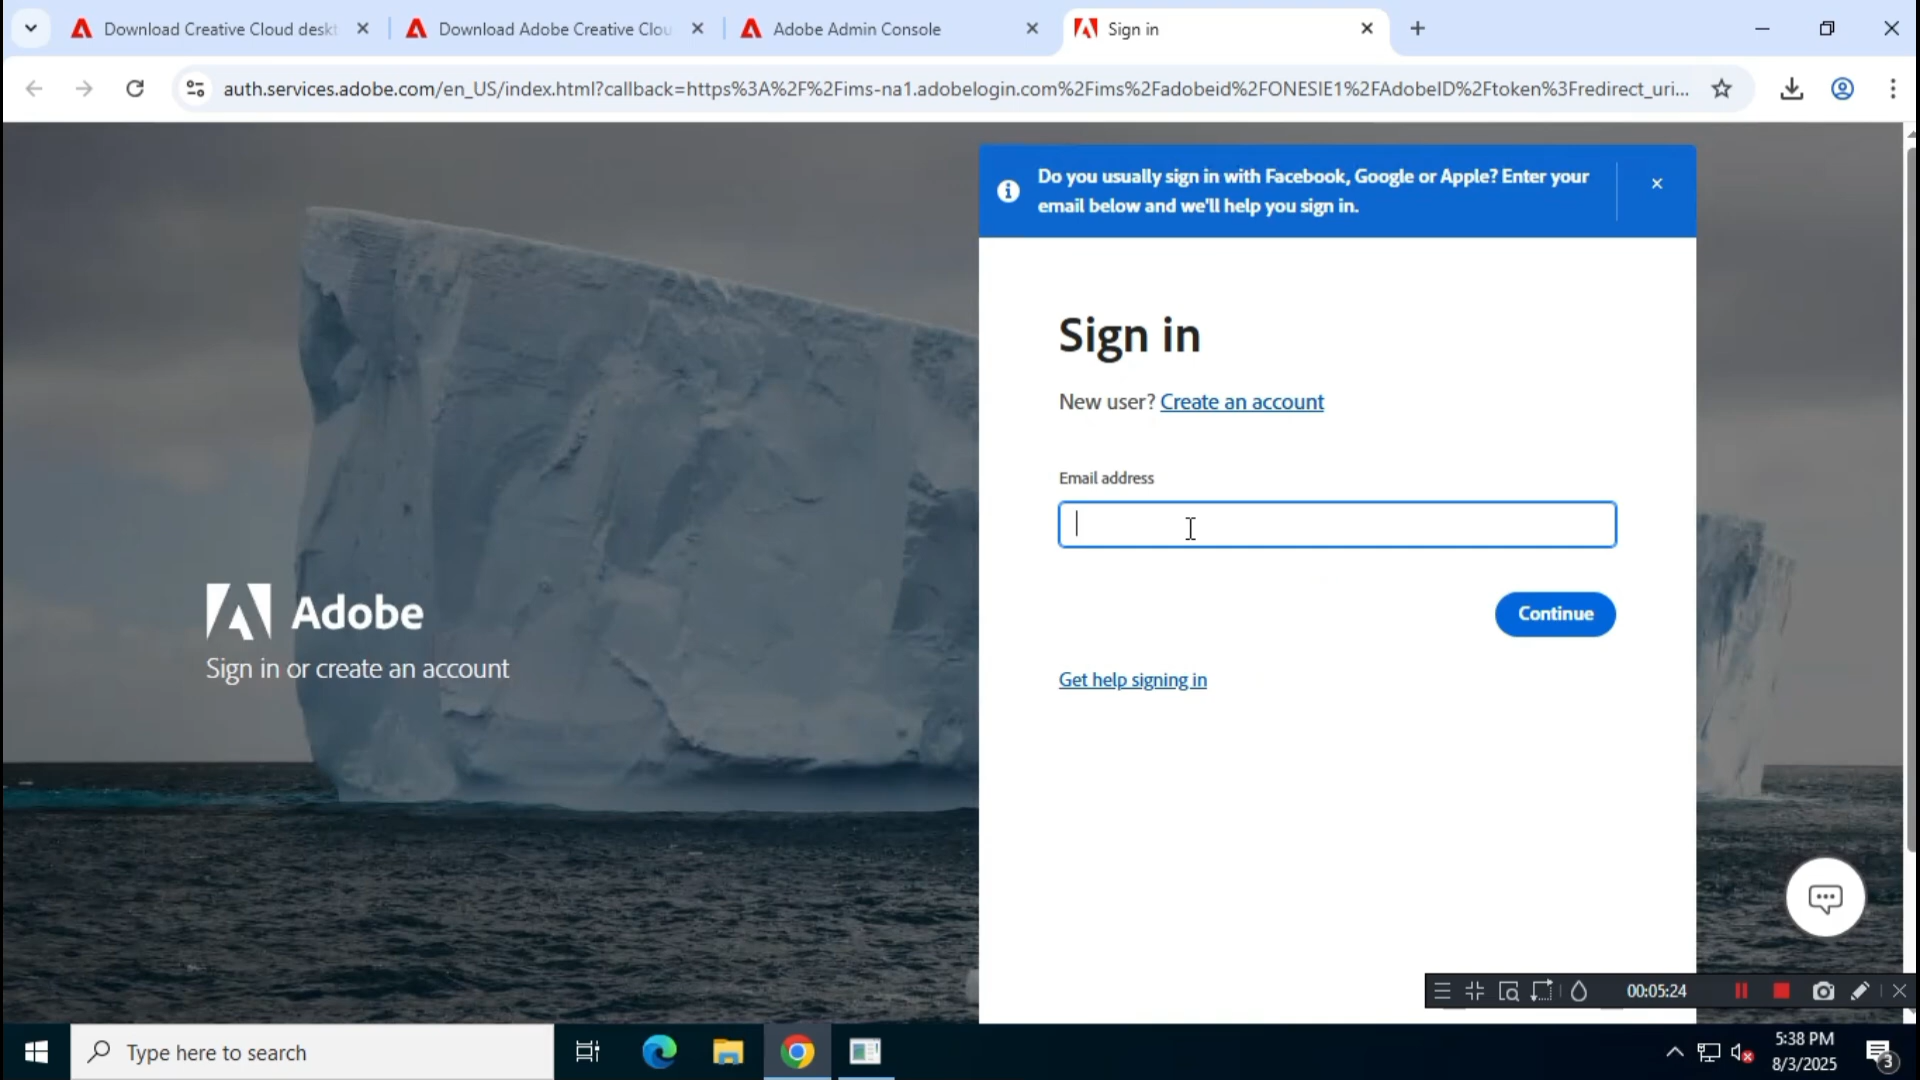 Download Creative Cloud deskt
Download Adobe Creative Clou
Adobe Admin Console
Sign in
auth.services.adobe.com/en_US/index.html?callback=https%3A%2F%2Fims-na1.adobelogin.com%2Fims%2Fadobeid%2FONESIE1%2FAdobeID%2Ftoken%3Fredirect_uri...
Do you usually sign in with Facebook, Google or Apple? Enter your
email below and we'll help you sign in.
Sign in
New user? Create an account
Email address
Continue
Get help signing in
Adobe
Sign in or create an account
00:05:24
Type here to search
5:38 PM
8/3/2025
3